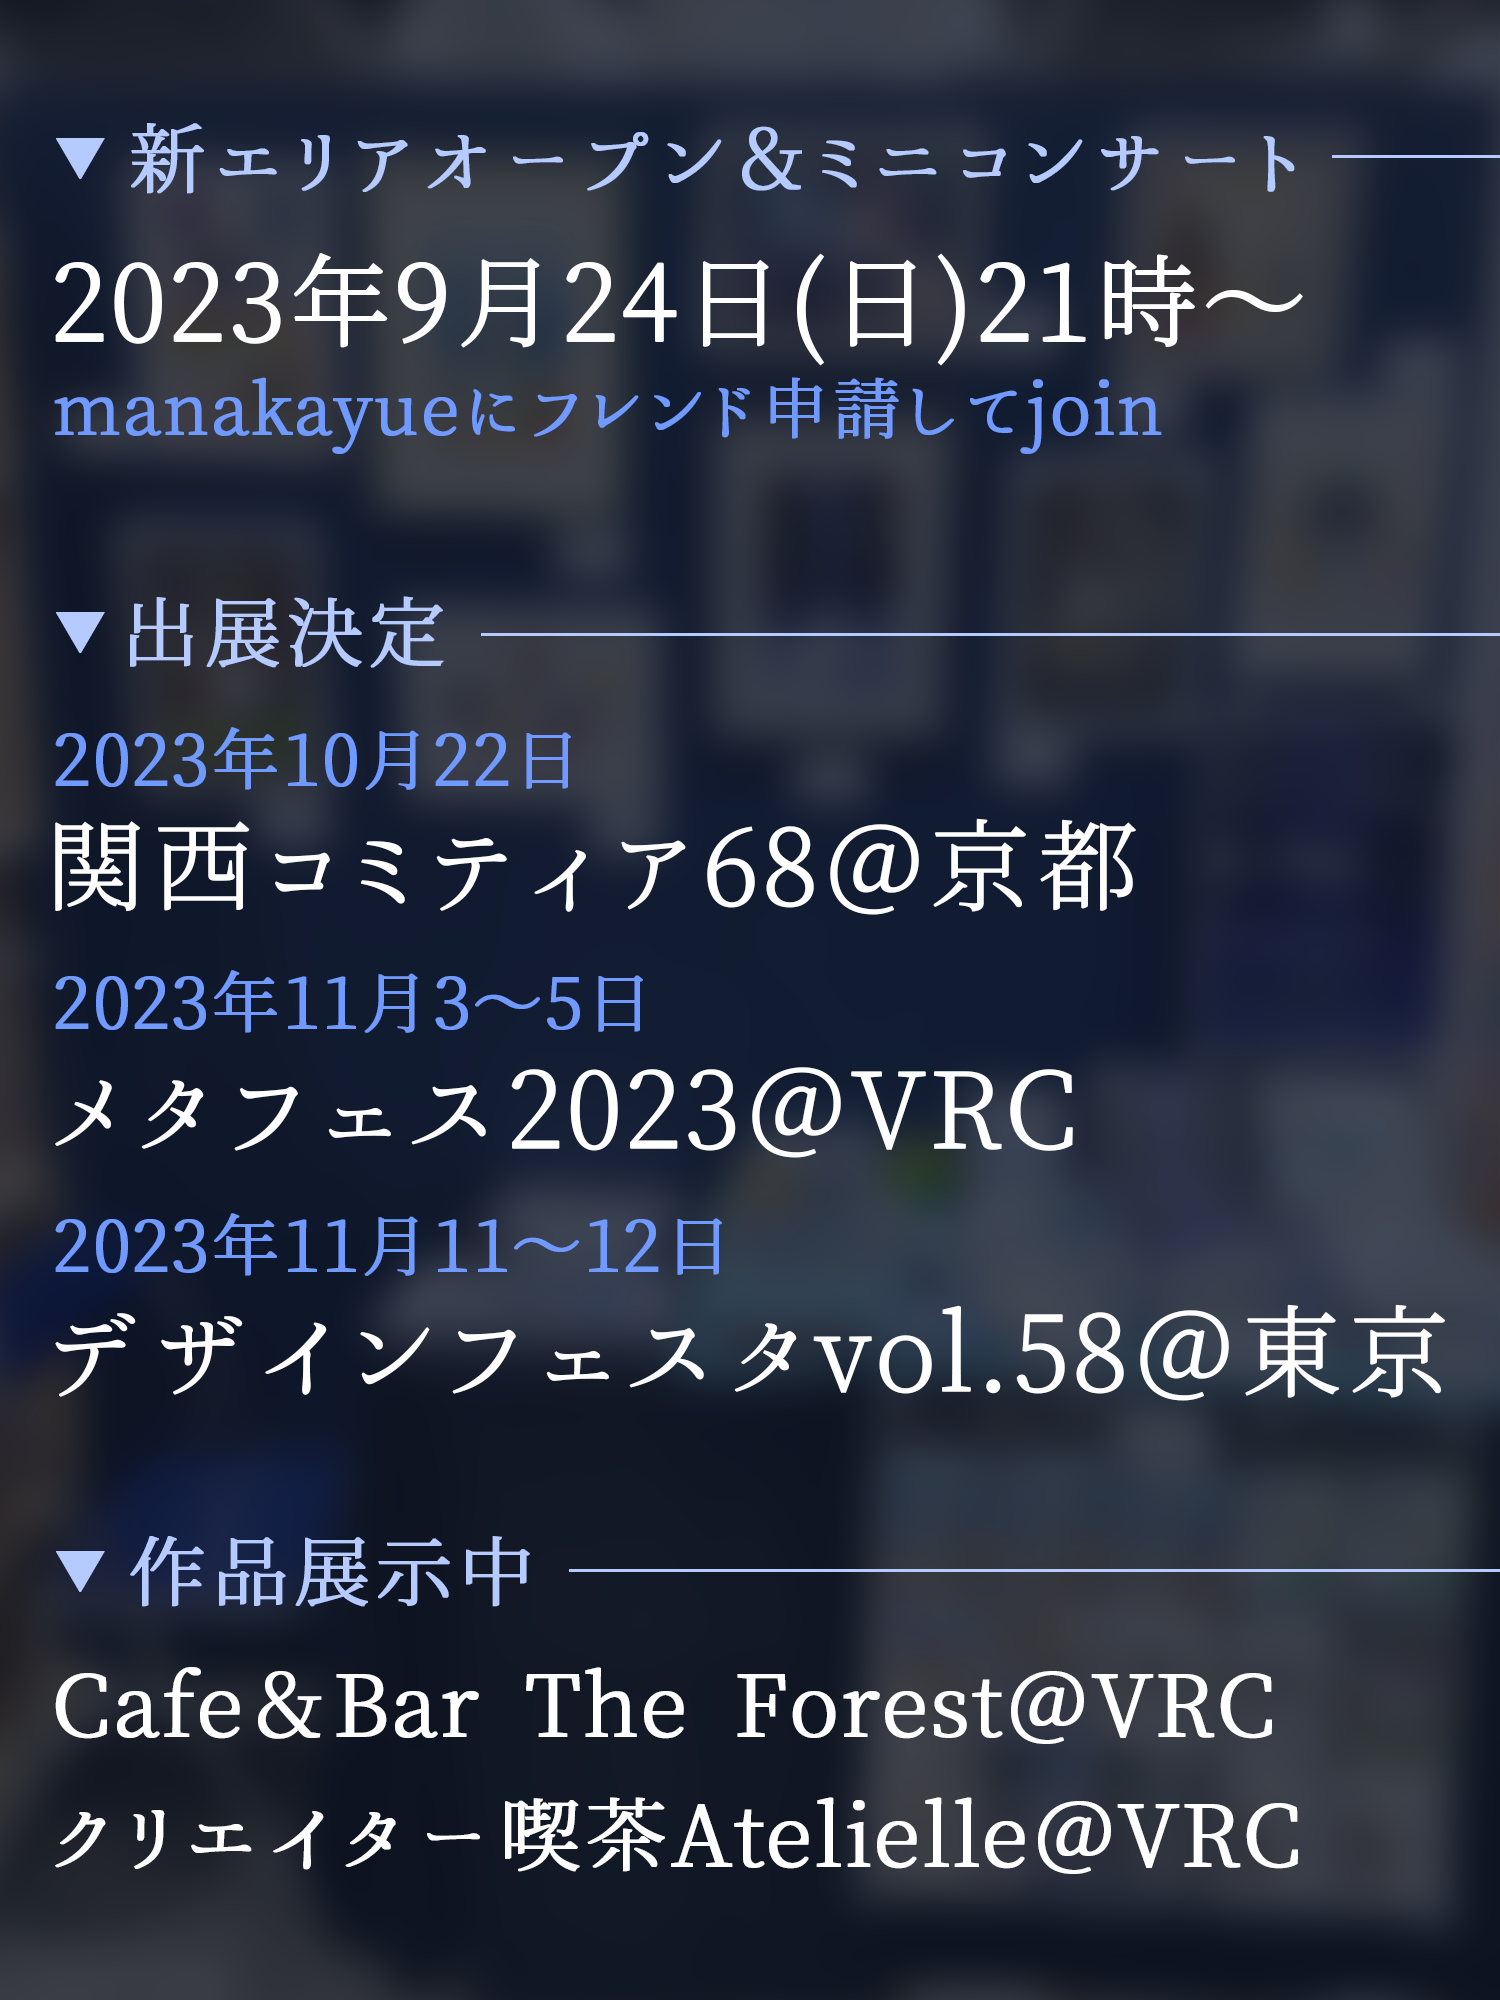 ▼新エリアオープン&ミニコンサート
2023年9月24日(日)21時〜
manakayueにフレンド申請してjoin
▼出展決定
2023年10月22日
関西コミティア68@京都
2023年11月3〜5日
メタフェス2023@VRC
2023年11月11〜12日
デザインフェスタvol.58@東京
▼作品展示中
Cafe&Bar The Forest@VRC
クリエイター喫茶Atelielle@VRC